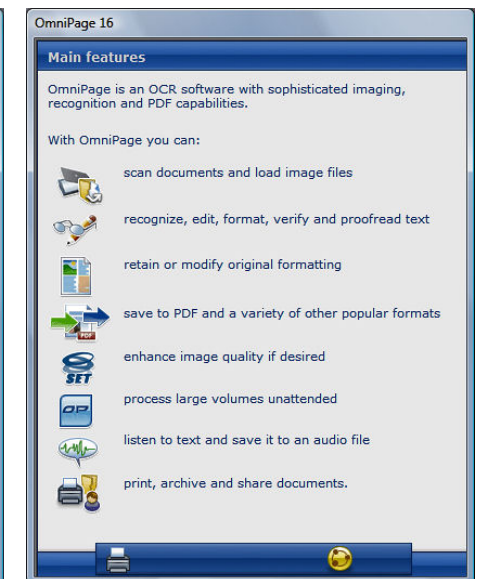 OmniPage 16
Main features
OmniPage is an OCR software with sophisticated imaging,
recognition and PDF capabilities.
With OmniPage you can:
scan documents and load image files
recognize, edit, format, verify and proofread text
retain or modify original formatting
save to PDF and a variety of other popular formats
PDF
enhance image quality if desired
SET
process large volumes unattended
OP
listen to text and save it to an audio file
print, archive and share documents.